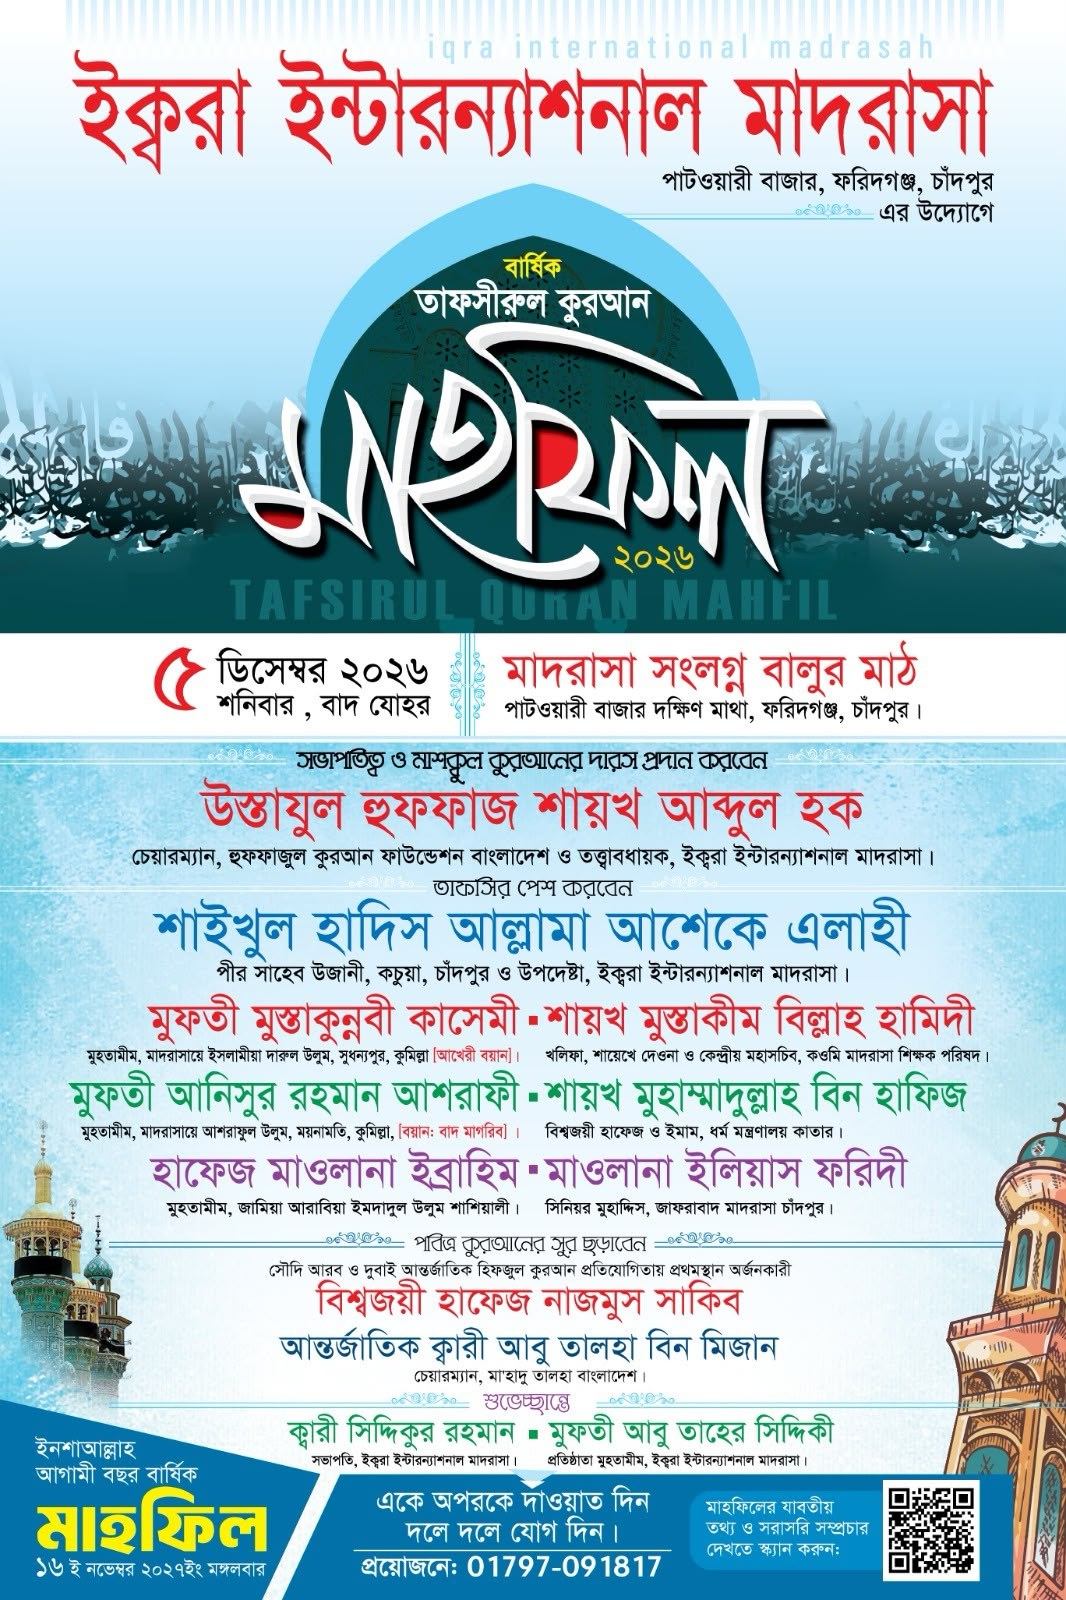 iqra international madrasah
ইক্বরা ইন্টারন্যাশনাল মাদরাসা
পাটওয়ারী বাজার, ফরিদগঞ্জ, চাঁদপুর
এর উদ্যোগে
বার্ষিক
তাফসীরুল কুরআন
মাহফিল
২০২৬
TAFSIRUL QURAN MAHFIL
৫ ডিসেম্বর ২০২৬
শনিবার , বাদ যোহর
মাদরাসা সংলগ্ন বালুর মাঠ
পাটওয়ারী বাজার দক্ষিণ মাথা, ফরিদগঞ্জ, চাঁদপুর।
সভাপতিত্ব ও মাশক্বুল কুরআনের দারস প্রদান করবেন
উস্তাযুল হুফফাজ শায়খ আব্দুল হক
চেয়ারম্যান, হুফফাজুল কুরআন ফাউন্ডেশন বাংলাদেশ ও তত্ত্বাবধায়ক, ইক্বরা ইন্টারন্যাশনাল মাদরাসা।
তাফসির পেশ করবেন
শাইখুল হাদিস আল্লামা আশেকে এলাহী
পীর সাহেব উজানী, কচুয়া, চাঁদপুর ও উপদেষ্টা, ইক্বরা ইন্টারন্যাশনাল মাদরাসা।
মুফতী মুস্তাকুন্নবী কাসেমী ▪ শায়খ মুস্তাকীম বিল্লাহ হামিদী
মুহতামীম, মাদরাসায়ে ইসলামীয়া দারুল উলুম, সুধন্যপুর, কুমিল্লা [আখেরী বয়ান]।
খলিফা, শায়েখে দেওনা ও কেন্দ্রীয় মহাসচিব, কওমি মাদরাসা শিক্ষক পরিষদ।
মুফতী আনিসুর রহমান আশরাফী ▪ শায়খ মুহাম্মাদুল্লাহ বিন হাফিজ
মুহতামীম, মাদরাসায়ে আশরাফুল উলুম, ময়নামতি, কুমিল্লা, [বয়ান: বাদ মাগরিব] ।
বিশ্বজয়ী হাফেজ ও ইমাম, ধর্ম মন্ত্রণালয় কাতার।
হাফেজ মাওলানা ইব্রাহিম ▪ মাওলানা ইলিয়াস ফরিদী
মুহতামীম, জামিয়া আরাবিয়া ইমদাদুল উলুম শাশিয়ালী।
সিনিয়র মুহাদ্দিস, জাফরাবাদ মাদরাসা চাঁদপুর।
পবিত্র কুরআনের সূর ছড়াবেন
সৌদি আরব ও দুবাই আন্তর্জাতিক হিফজুল কুরআন প্রতিযোগিতায় প্রথমস্থান অর্জনকারী
বিশ্বজয়ী হাফেজ নাজমুস সাকিব
আন্তর্জাতিক ক্বারী আবু তালহা বিন মিজান
চেয়ারম্যান, মা'হাদু তালহা বাংলাদেশ।
শুভেচ্ছান্তে
ক্বারী সিদ্দিকুর রহমান ▪ মুফতী আবু তাহের সিদ্দিকী
সভাপতি, ইক্বরা ইন্টারন্যাশনাল মাদরাসা।
প্রতিষ্ঠাতা মুহতামীম, ইক্বরা ইন্টারন্যাশনাল মাদরাসা।
ইনশাআল্লাহ
আগামী বছর বার্ষিক
মাহফিল
১৬ ই নভেম্বর ২০২৭ইং মঙ্গলবার
একে অপরকে দাওয়াত দিন
দলে দলে যোগ দিন।
প্রয়োজনে: 01797-091817
মাহফিলের যাবতীয়
তথ্য ও সরাসরি সম্প্রচার
দেখতে স্ক্যান করুন: